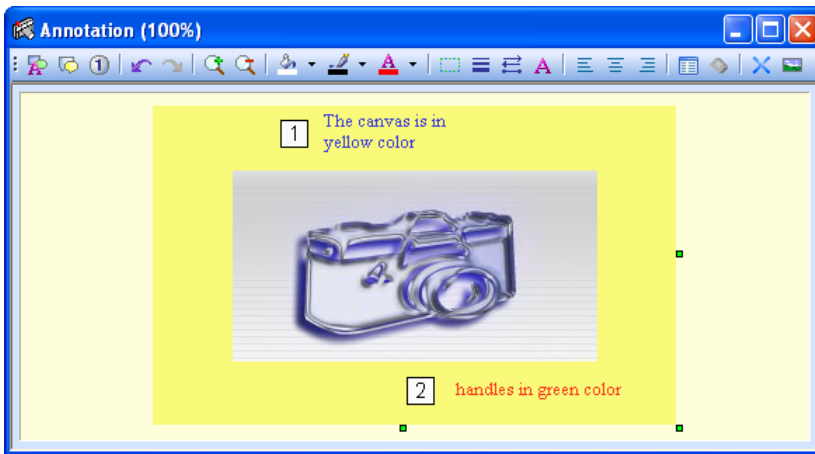 Annotation (100%)
1
The canvas is in
yellow color
2
handles in green color